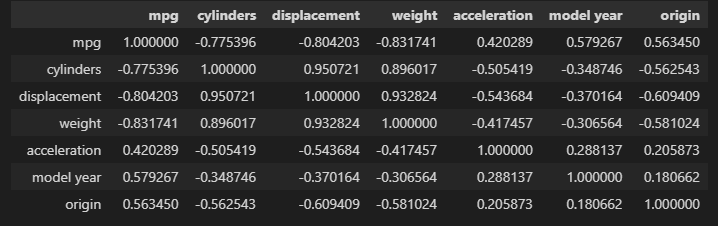 mpg cylinders displacement weight acceleration model year origin
mpg 1.000000 -0.775396 -0.804203 -0.831741 0.420289 0.579267 0.563450
cylinders -0.775396 1.000000 0.950721 0.896017 -0.505419 -0.348746 -0.562543
displacement -0.804203 0.950721 1.000000 0.932824 -0.543684 -0.370164 -0.609409
weight -0.831741 0.896017 0.932824 1.000000 -0.417457 -0.306564 -0.581024
acceleration 0.420289 -0.505419 -0.543684 -0.417457 1.000000 0.288137 0.205873
model year 0.579267 -0.348746 -0.370164 -0.306564 0.288137 1.000000 0.180662
origin 0.563450 -0.562543 -0.609409 -0.581024 0.205873 0.180662 1.000000